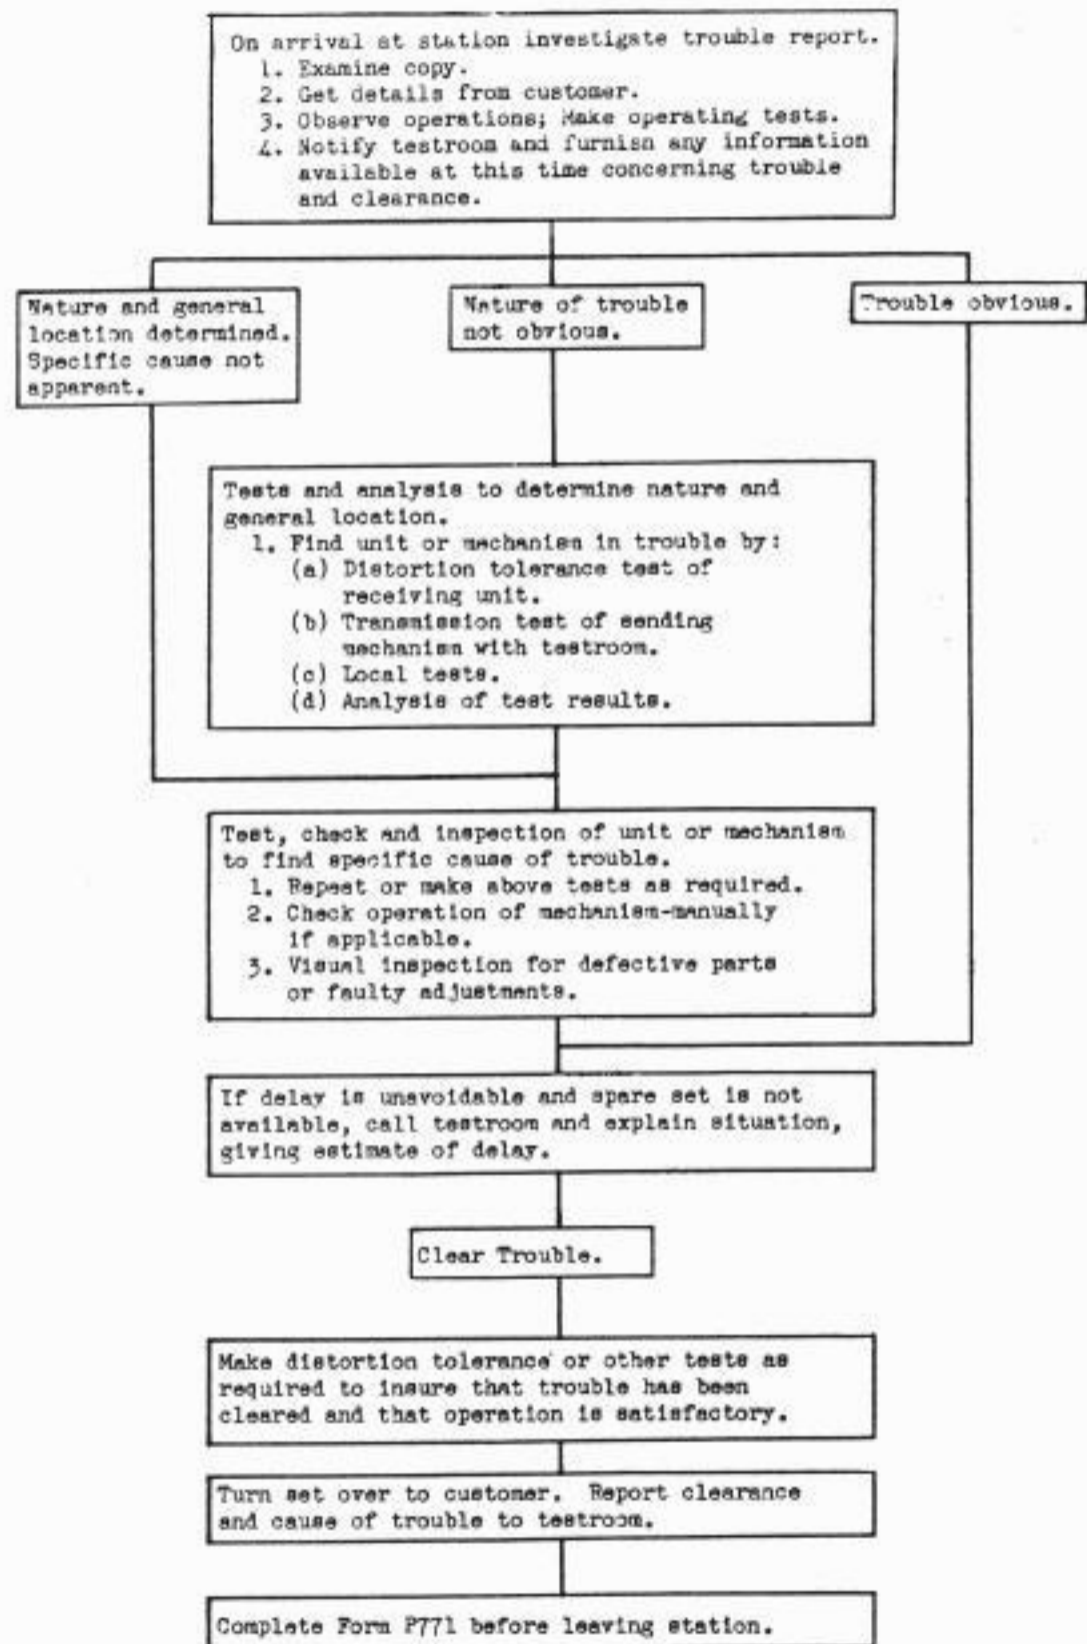 On arrival at station investigate trouble report.
1. Examine copy.
2. Get details from customer.
3. Observe operations; Make operating tests.
4. Notify testroom and furnish any information
available at this time concerning trouble
and clearance.
Nature and general
location determined.
Specific cause not
apparent.
Nature of trouble
not obvious.
Trouble obvious.
Tests and analysis to determine nature and
general location.
1. Find unit or mechanism in trouble by:
(a) Distortion tolerance test of
receiving unit.
(b) Transmission test of sending
mechanism with testroom.
(c) Local tests.
(d) Analysis of test results.
Test, check and inspection of unit or mechanism
to find specific cause of trouble.
1. Repeat or make above tests as required.
2. Check operation of mechanism-manually
if applicable.
3. Visual inspection for defective parts
or faulty adjustments.
If delay is unavoidable and spare set is not
available, call testroom and explain situation,
giving estimate of delay.
Clear Trouble.
Make distortion tolerance or other tests as
required to insure that trouble has been
cleared and that operation is satisfactory.
Turn set over to customer. Report clearance
and cause of trouble to testroom.
Complete Form P771 before leaving station.